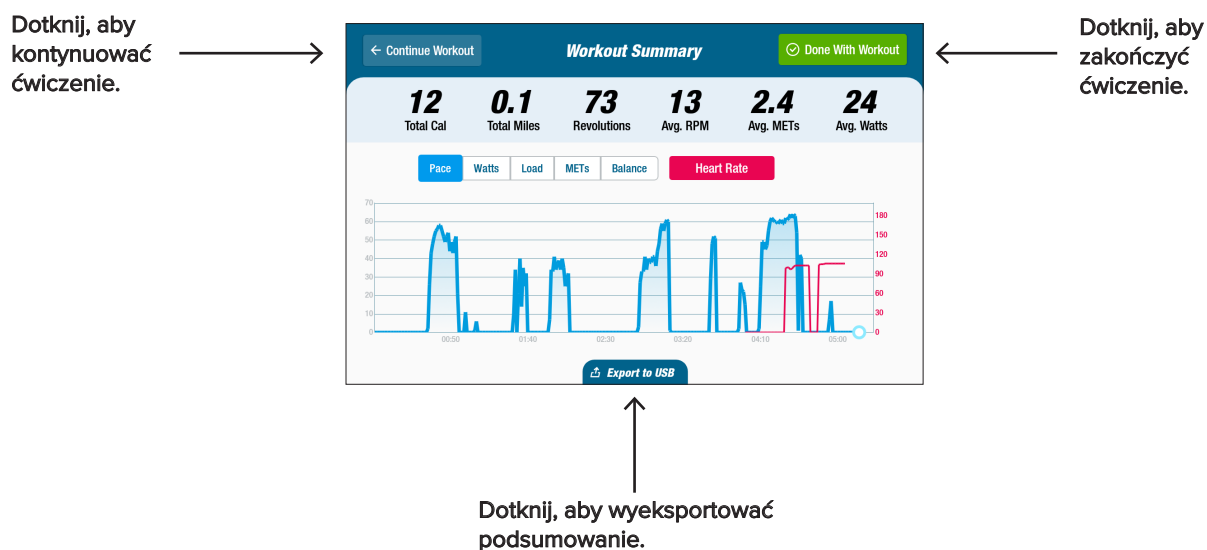 Dotknij, aby
kontynuować
ćwiczenie.
← Continue Workout
Workout Summary
Done With Workout
Dotknij, aby
zakończyć
ćwiczenie.
12 0.1 73 13 2.4 24
Total Cal Total Miles Revolutions Avg. RPM Avg. METs Avg. Watts
Pace Watts Load METs Balance Heart Rate
70
60
50
40
30
20
10
0
180
150
120
90
60
30
0
00:50 01:40 02:30 03:20 04:10 05:00
Export to USB
Dotknij, aby wyeksportować
podsumowanie.